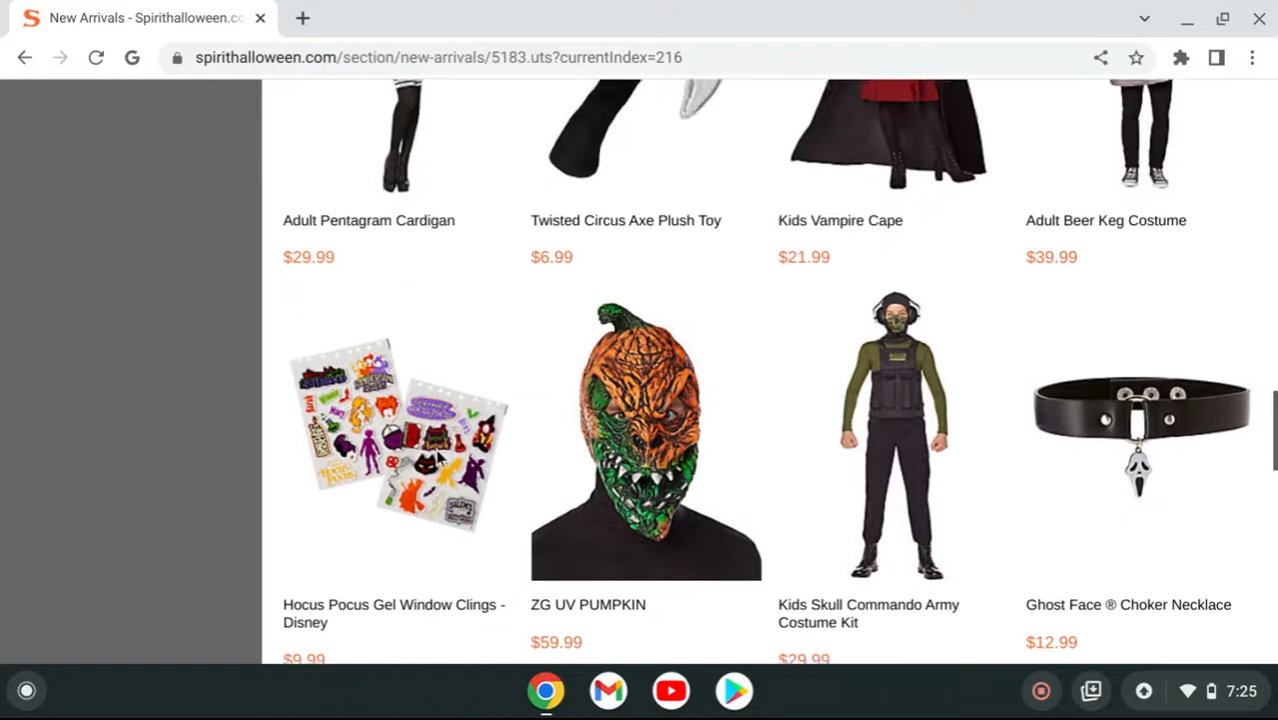 New Arrivals - Spirithalloween.co
spirithalloween.com/section/new-arrivals/5183.uts?currentIndex=216
Adult Pentagram Cardigan
Twisted Circus Axe Plush Toy
Kids Vampire Cape
Adult Beer Keg Costume
$29.99
$6.99
$21.99
$39.99
Hocus Pocus Gel Window Clings -
Disney
ZG UV PUMPKIN
Kids Skull Commando Army
Costume Kit
Ghost Face ® Choker Necklace
$9.99
$59.99
$29.99
$12.99
7:25